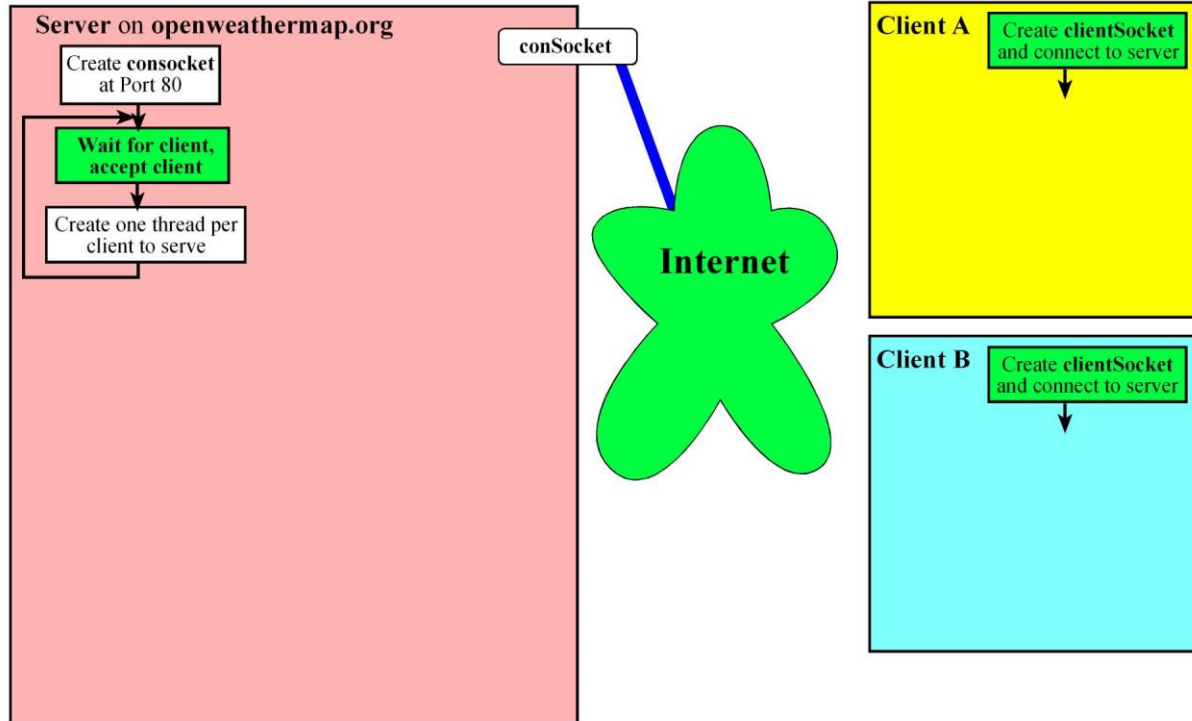 Server on openweathermap.org
Create consocket
at Port 80
Wait for client,
accept client
Create one thread per
client to serve
conSocket
Internet
Client A
Create clientSocket
and connect to server
Client B
Create clientSocket
and connect to server